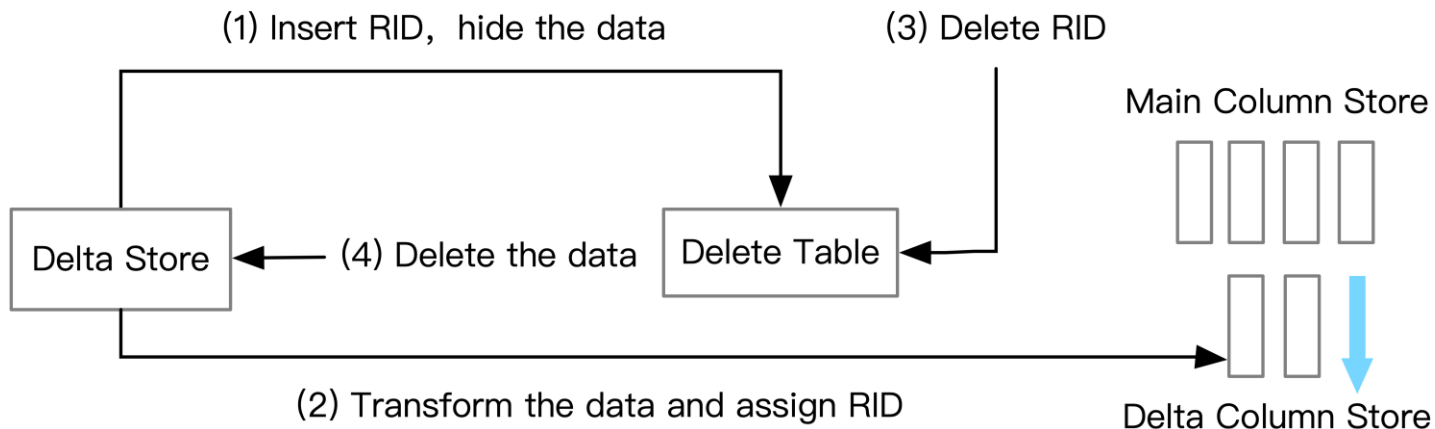 (1) Insert RID，hide the data
(3) Delete RID
Main Column Store
Delta Store
(4) Delete the data
Delete Table
(2) Transform the data and assign RID
Delta Column Store